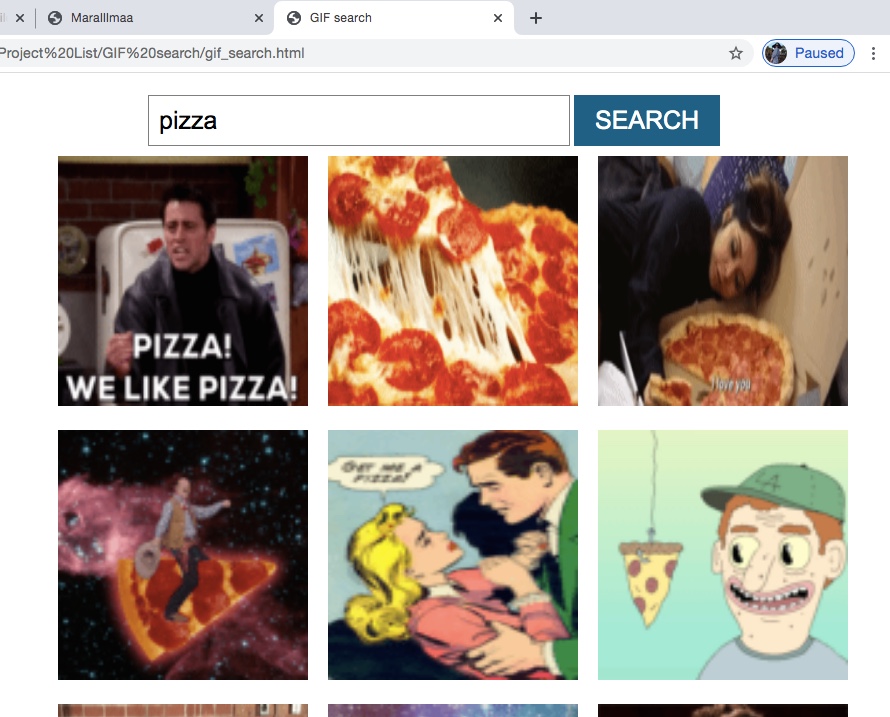 Maralllmaa
GIF search
Project%20List/GIF%20search/gif_search.html
Paused
pizza
SEARCH
PIZZA!
WE LIKE PIZZA!
I love you
GET ME A
PIZZA!
A